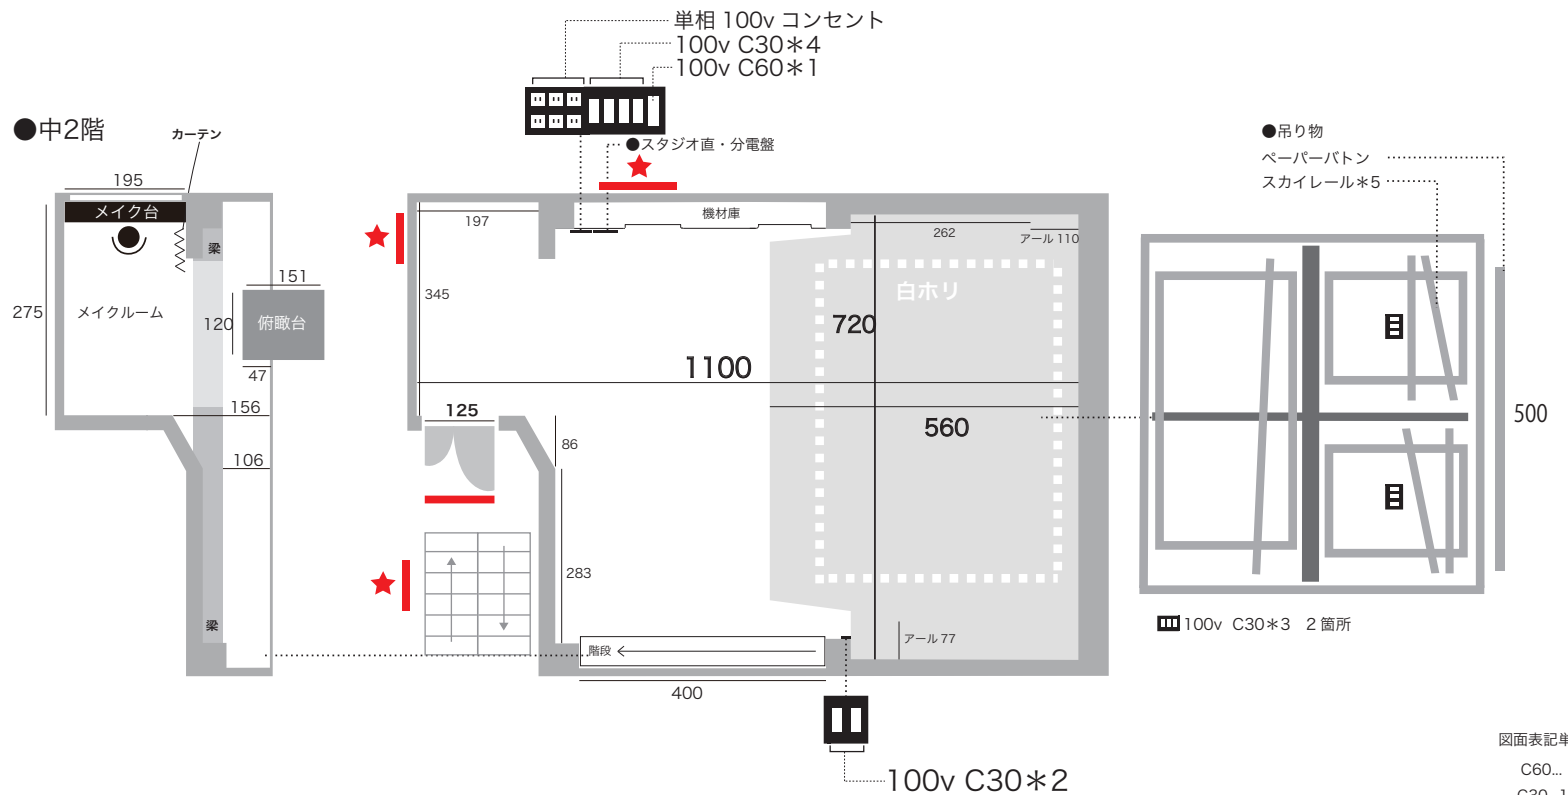 単相 100v コンセント
100v C30＊4
100v C60＊1
●スタジオ直・分電盤
●中2階
カーテン
195
メイク台
梁
275
メイクルーム
151
120
俯瞰台
47
156
106
梁
197
機材庫
262
アール 110
345
白ホリ
720
1100
125
560
86
283
階段
アール 77
400
100v C30＊2
●吊り物
ペーパーバトン
スカイレール＊5
500
100v C30＊3 2箇所
図面表記単
C60...